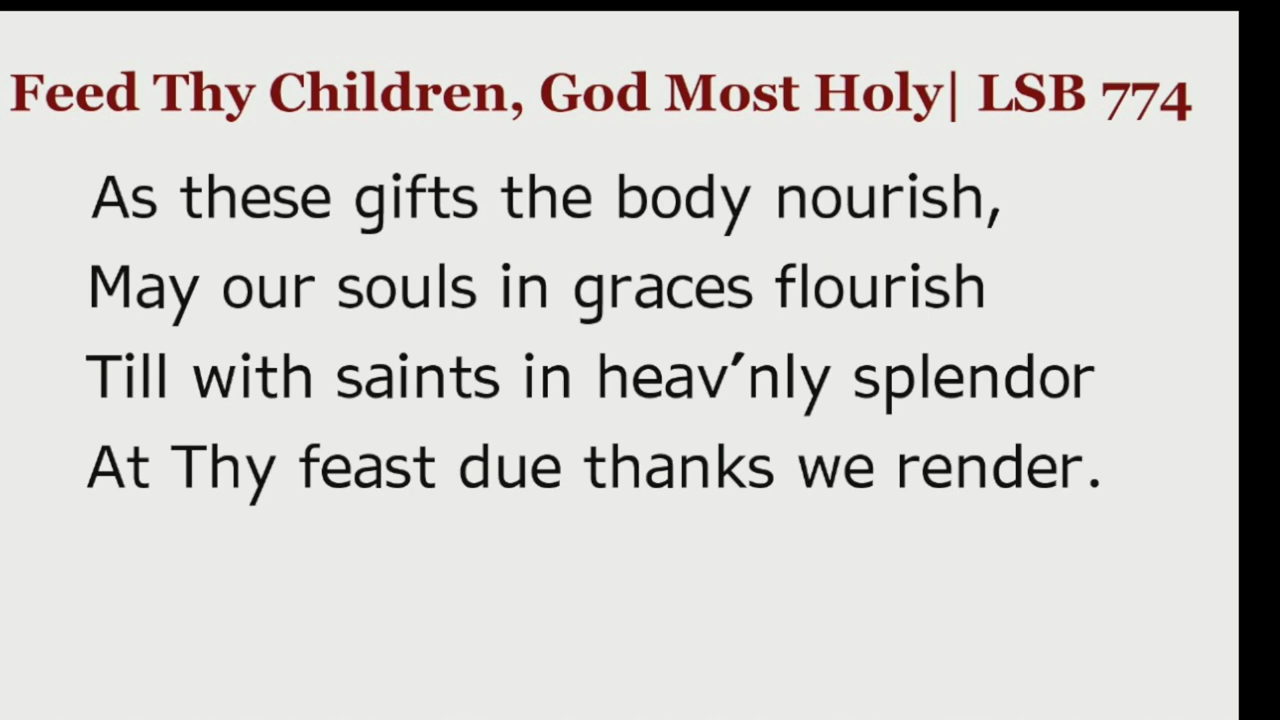 Feed Thy Children, God Most Holy| LSB 774
As these gifts the body nourish,
May our souls in graces flourish
Till with saints in heav’nly splendor
At Thy feast due thanks we render.